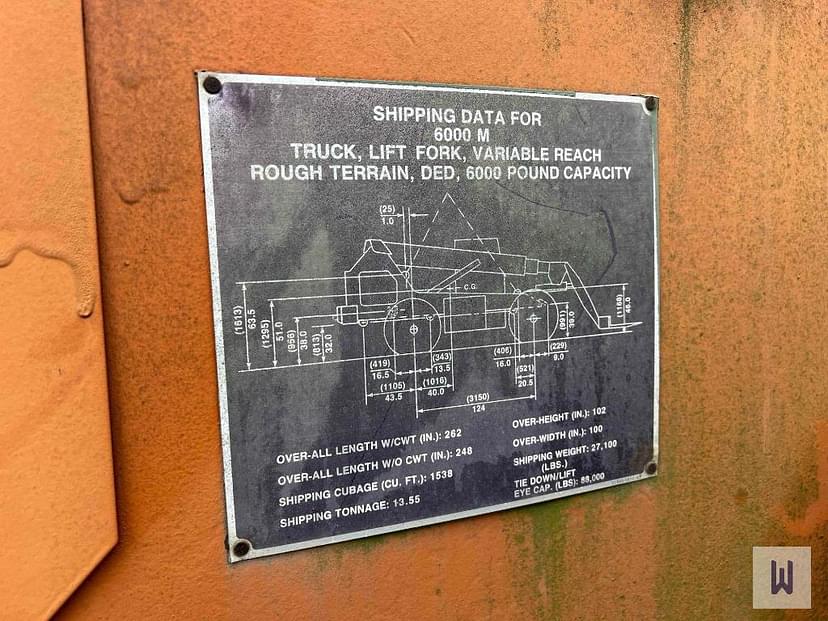 SHIPPING DATA FOR
6000 M
TRUCK, LIFT FORK, VARIABLE REACH
ROUGH TERRAIN, DED, 6000 POUND CAPACITY
(25)
1.0
C.G.
(1613)
63.5
(1295)
51.0
(956)
38.0
(813)
32.0
(991)
39.0
(1168)
46.0
(419)
16.5
(343)
13.5
(406)
16.0
(229)
9.0
(521)
20.5
(1105)
43.5
(1016)
40.0
(3150)
124
OVER-ALL LENGTH W/CWT (IN.): 262
OVER-ALL LENGTH W/O CWT (IN.): 248
SHIPPING CUBAGE (CU. FT.): 1538
SHIPPING TONNAGE: 13.55
OVER-HEIGHT (IN.): 102
OVER-WIDTH (IN.): 100
SHIPPING WEIGHT: 27,100
(LBS.)
TIE DOWN/LIFT
EYE CAP. (LBS): 88,000
W